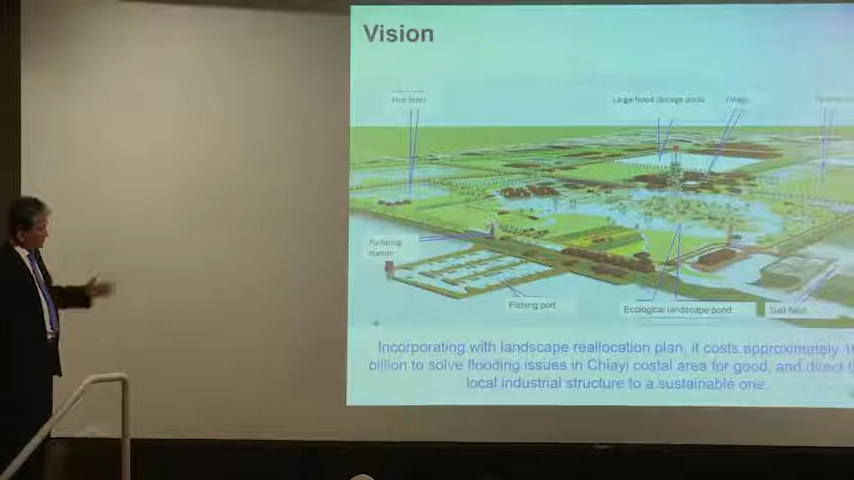 Vision
Large flood storage pond
Village
Pumping
station
Fishing port
Ecological landscape pond
Salt field
Incorporating with landscape reallocation plan, it costs approximately
billion to solve flooding issues in Chiayi costal area for good, and direct
local industrial structure to a sustainable one.